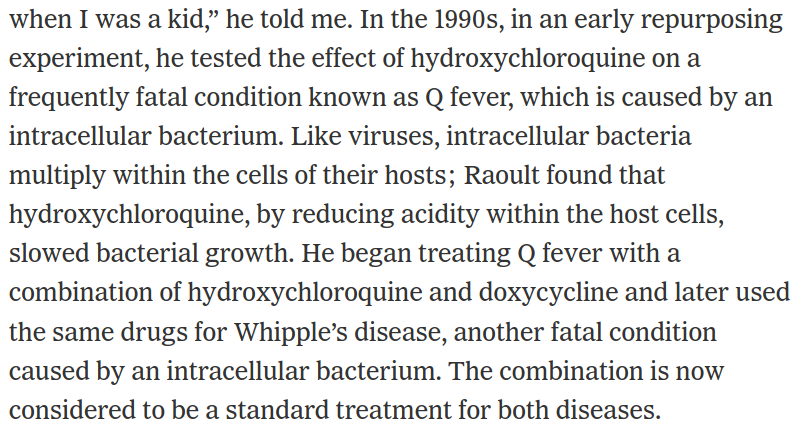 when I was a kid,” he told me. In the 1990s, in an early repurposing
experiment, he tested the effect of hydroxychloroquine on a
frequently fatal condition known as Q fever, which is caused by an
intracellular bacterium. Like viruses, intracellular bacteria
multiply within the cells of their hosts; Raoult found that
hydroxychloroquine, by reducing acidity within the host cells,
slowed bacterial growth. He began treating Q fever with a
combination of hydroxychloroquine and doxycycline and later used
the same drugs for Whipple’s disease, another fatal condition
caused by an intracellular bacterium. The combination is now
considered to be a standard treatment for both diseases.